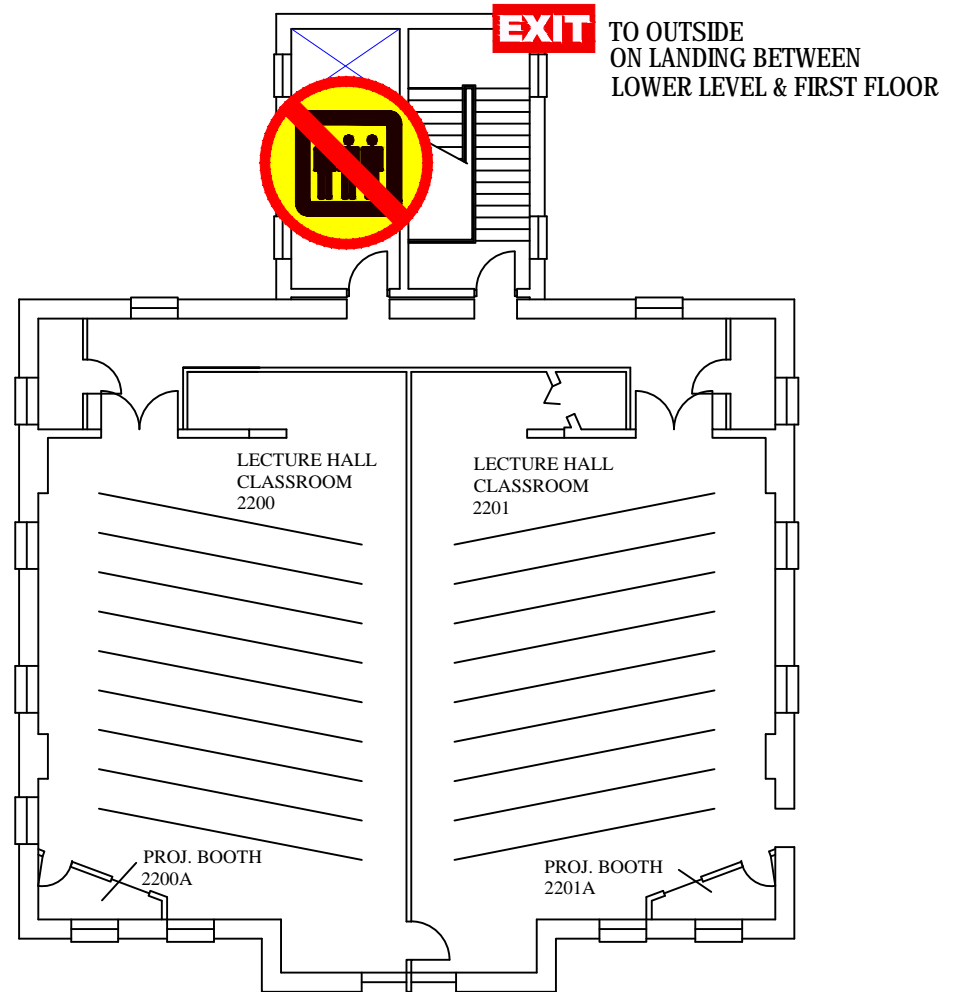 EXIT
TO OUTSIDE
ON LANDING BETWEEN
LOWER LEVEL & FIRST FLOOR
LECTURE HALL
CLASSROOM
2200
LECTURE HALL
CLASSROOM
2201
PROJ. BOOTH
2200A
PROJ. BOOTH
2201A